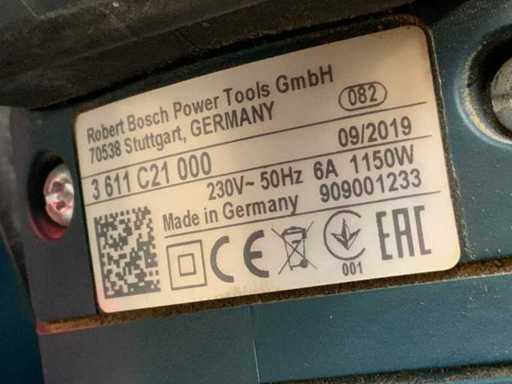 Robert Bosch Power Tools GmbH
70538 Stuttgart, GERMANY
082
3 611 C21 000
09/2019
230V~ 50Hz 6A 1150W
Made in Germany
909001233
CE
001
EAC